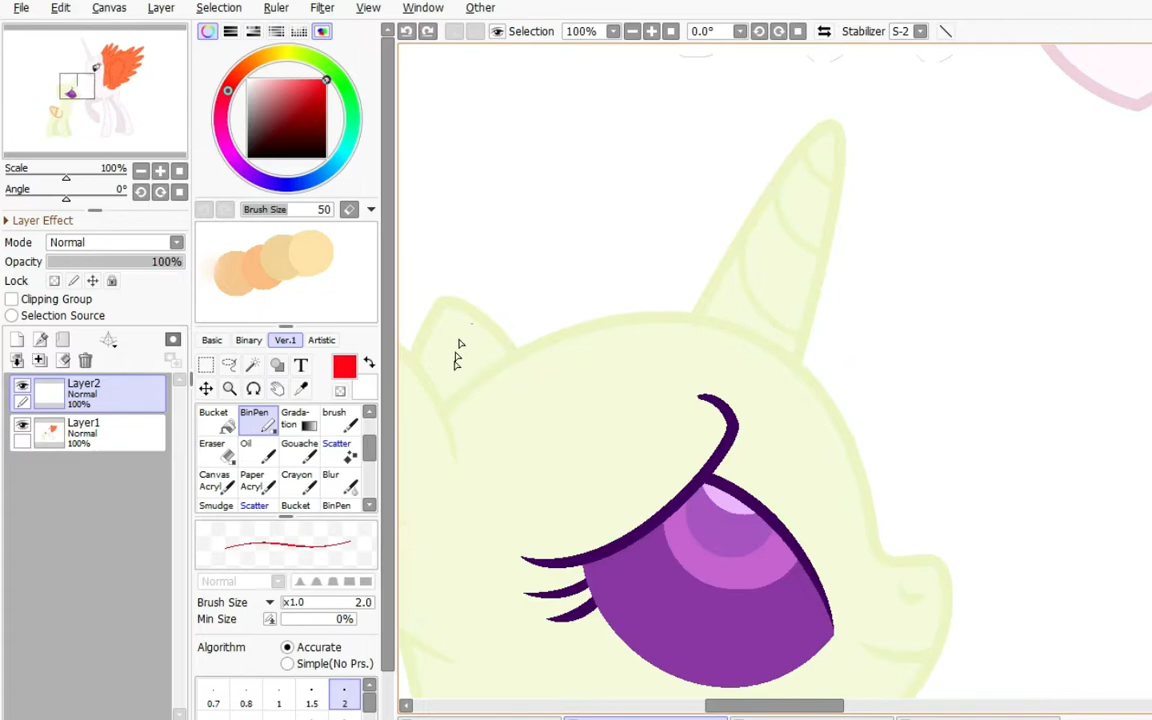 File Edit Canvas Layer Selection Ruler Filter View Window Other
Selection 100% 0.0° Stabilizer S-2
Scale 100%
Angle 0°
Layer Effect
Mode Normal
Opacity 100%
Lock
Clipping Group
Selection Source
Layer2
Normal
100%
Layer1
Normal
100%
Brush Size 50
Basic Binary Ver.1 Artistic
T
Bucket BinPen Grada-
tion brush
Eraser Oil Gouache Scatter
Canvas
Acryl Paper
Acryl Crayon Blur
Smudge Scatter Bucket BinPen
Normal
Brush Size x1.0 2.0
Min Size 0%
Algorithm Accurate
Simple(No Prs.)
0.7 0.8 1 1.5 2